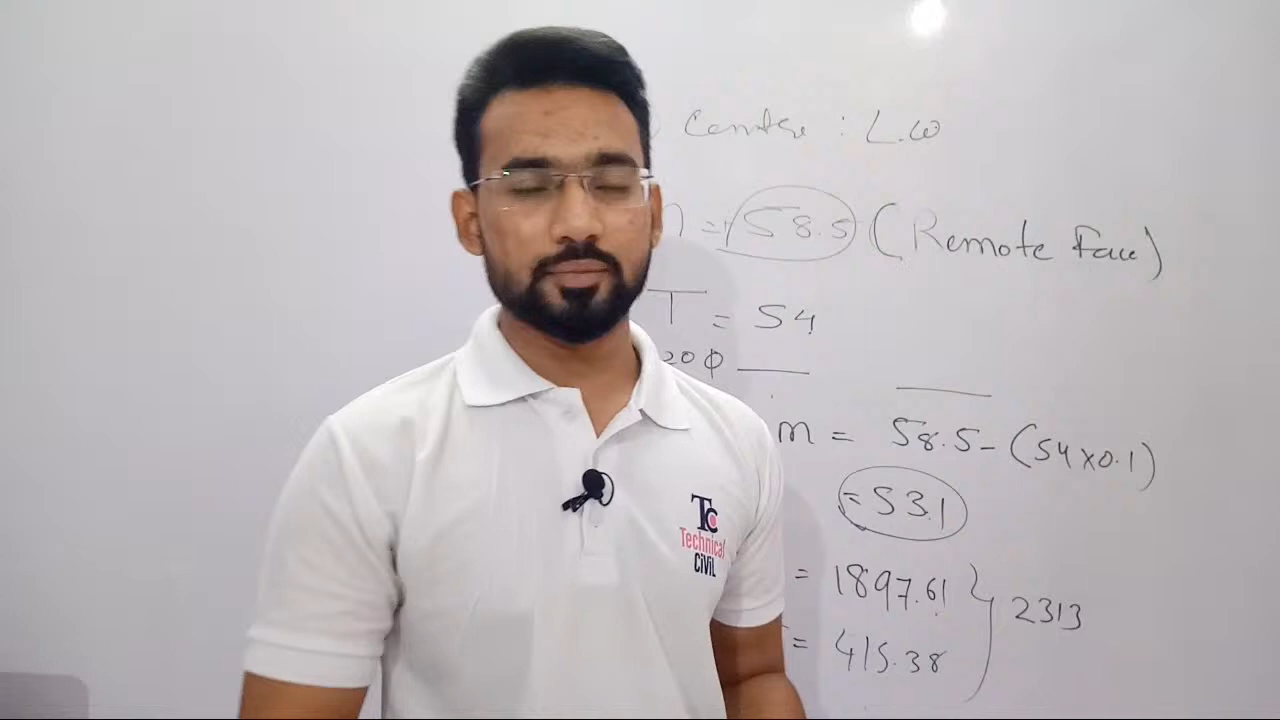 Centre : L.W
= 58.5 (Remote Face)
T = 54
20 φ
m = 58.5 - (54 x 0.1)
= 53.1
= 1897.61
2313
= 415.38
Tc
Technical
CiViL